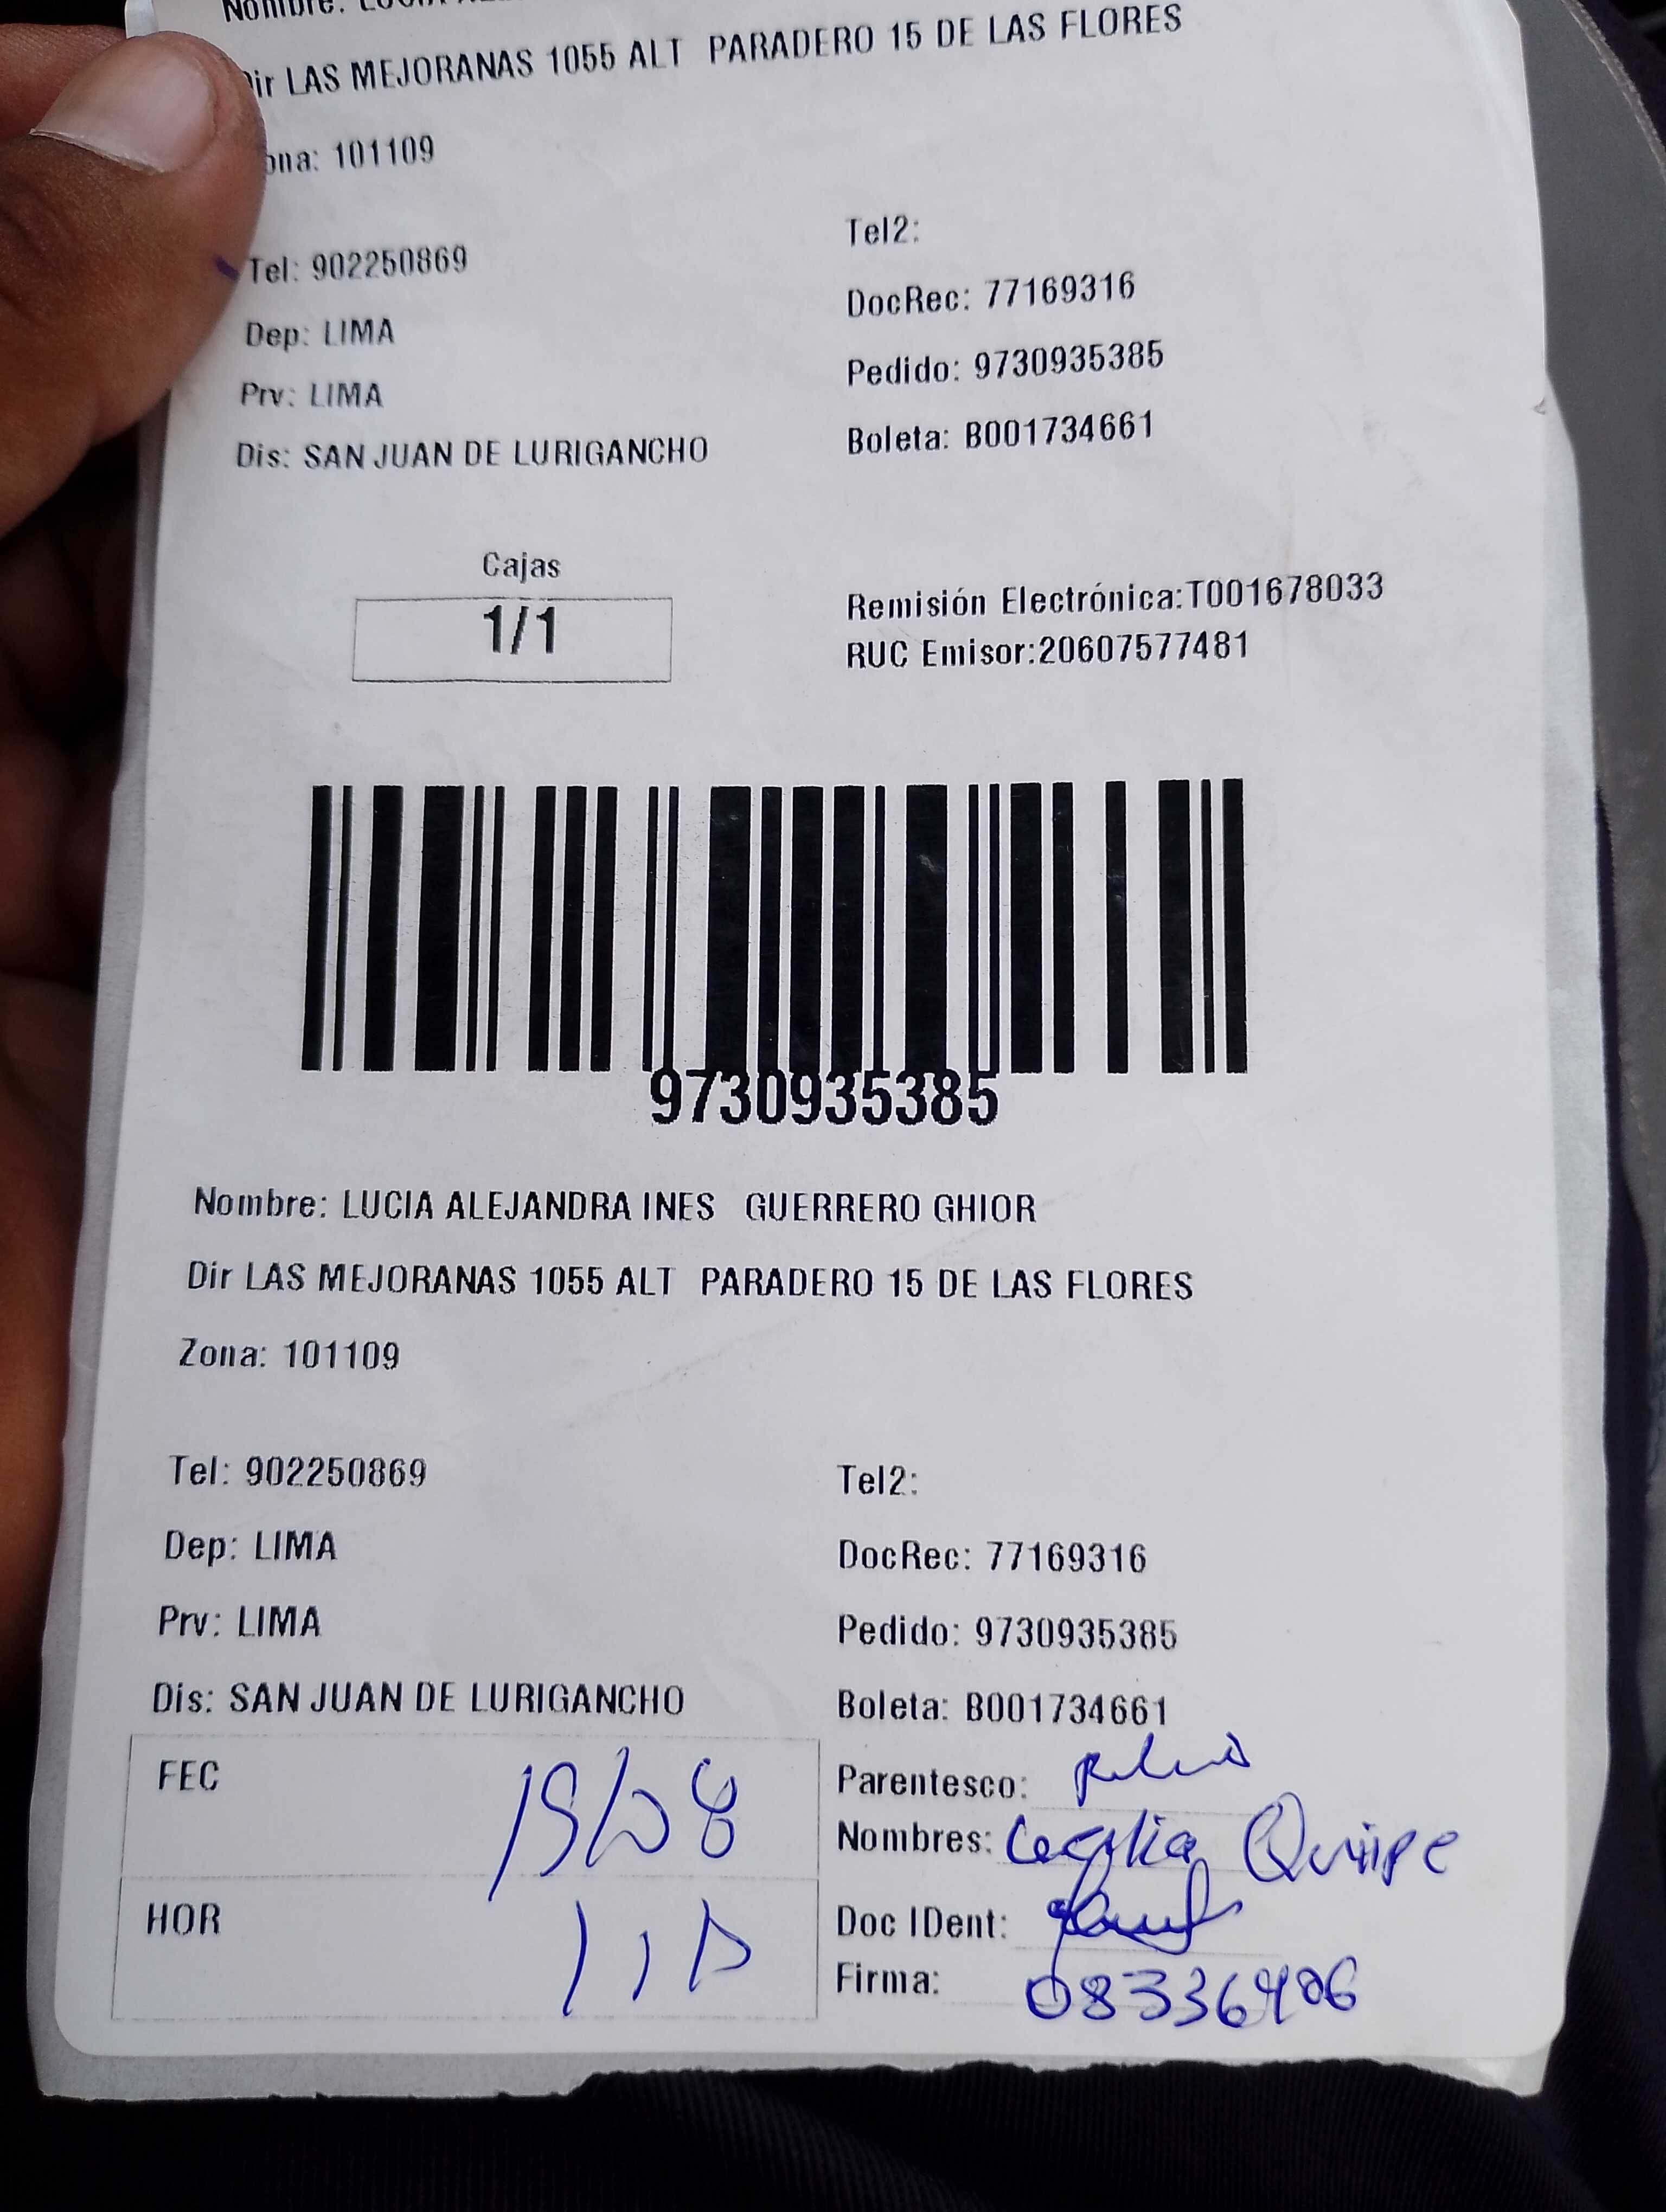 Nombre: LUCIA
Dir LAS MEJORANAS 1055 ALT PARADERO 15 DE LAS FLORES
ona: 101109
Tel: 902250869
Tel2:
DocRec: 77169316
Dep: LIMA
Pedido: 9730935385
Prv: LIMA
Boleta: B001734661
Dis: SAN JUAN DE LURIGANCHO
Cajas
1/1
Remisión Electrónica:T001678033
RUC Emisor:20607577481
9730935385
Nombre: LUCIA ALEJANDRA INES GUERRERO GHIOR
Dir LAS MEJORANAS 1055 ALT PARADERO 15 DE LAS FLORES
Zona: 101109
Tel: 902250869
Tel2:
Dep: LIMA
DocRec: 77169316
Prv: LIMA
Pedido: 9730935385
Dis: SAN JUAN DE LURIGANCHO
Boleta: B001734661
FEC
Parentesco:
Nombres: Cecilia Quispe
HOR
Doc IDent:
Firma: 08336406